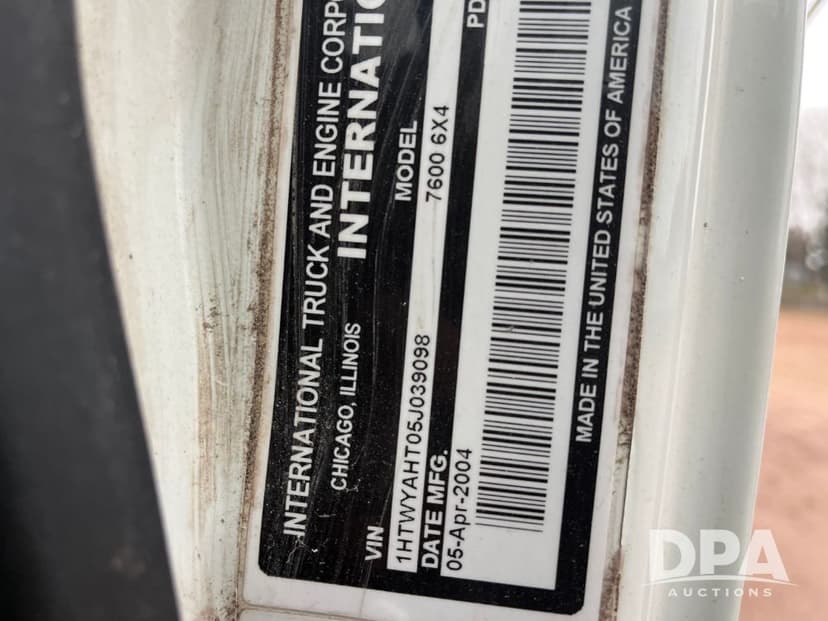 INTERNATIONAL TRUCK AND ENGINE CORP
CHICAGO, ILLINOIS
VIN
MODEL
1HTWYAHT05J039098
7600 6X4
DATE MFG.
PD
05-Apr-2004
MADE IN THE UNITED STATES OF AMERICA
DPA
AUCTIONS